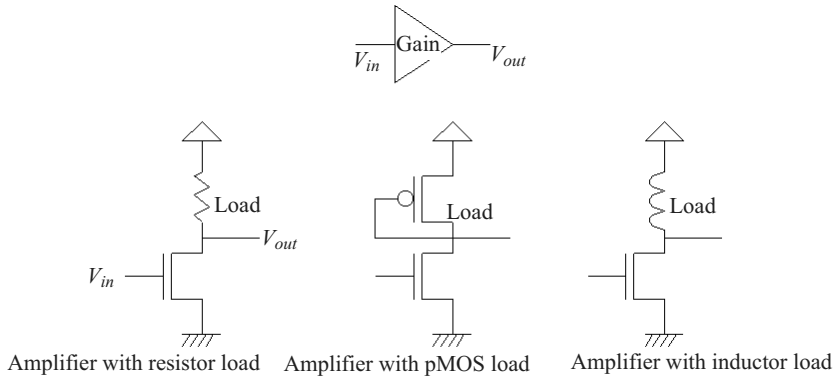 Gain
V_in
V_out
Load
Load
Load
V_out
V_in
Amplifier with resistor load
Amplifier with pMOS load
Amplifier with inductor load